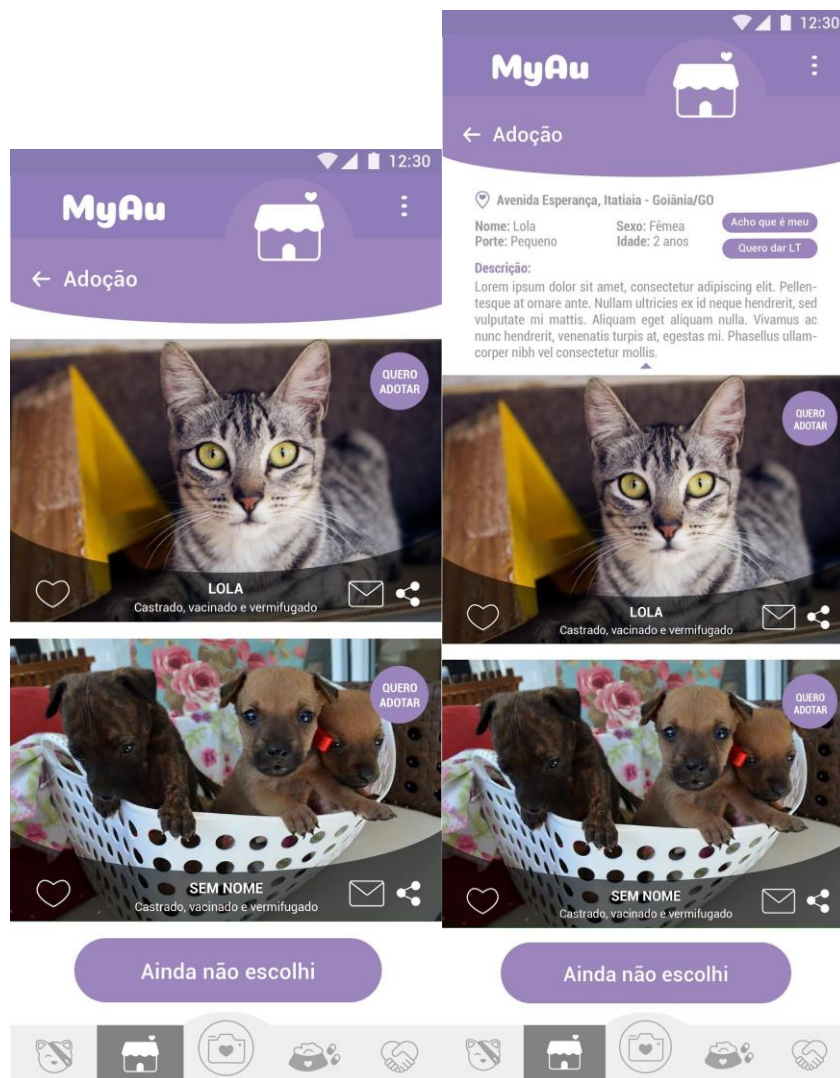 12:30
MyAu
← Adoção
QUERO
ADOTAR
LOLA
Castrado, vacinado e vermifugado
QUERO
ADOTAR
SEM NOME
Castrado, vacinado e vermifugado
Ainda não escolhi
12:30
MyAu
← Adoção
Avenida Esperança, Itatiaia - Goiânia/GO
Nome: Lola Sexo: Fêmea Acho que é meu
Porte: Pequeno Idade: 2 anos Quero dar LT
Descrição:
Lorem ipsum dolor sit amet, consectetur adipiscing elit. Pellen-
tesque at ornare ante. Nullam ultricies ex id neque hendrerit, sed
vulputate mi mattis. Aliquam eget aliquam nulla. Vivamus ac
nunc hendrerit, venenatis turpis at, egestas mi. Phasellus ullam-
corper nibh vel consectetur mollis.
QUERO
ADOTAR
LOLA
Castrado, vacinado e vermifugado
QUERO
ADOTAR
SEM NOME
Castrado, vacinado e vermifugado
Ainda não escolhi